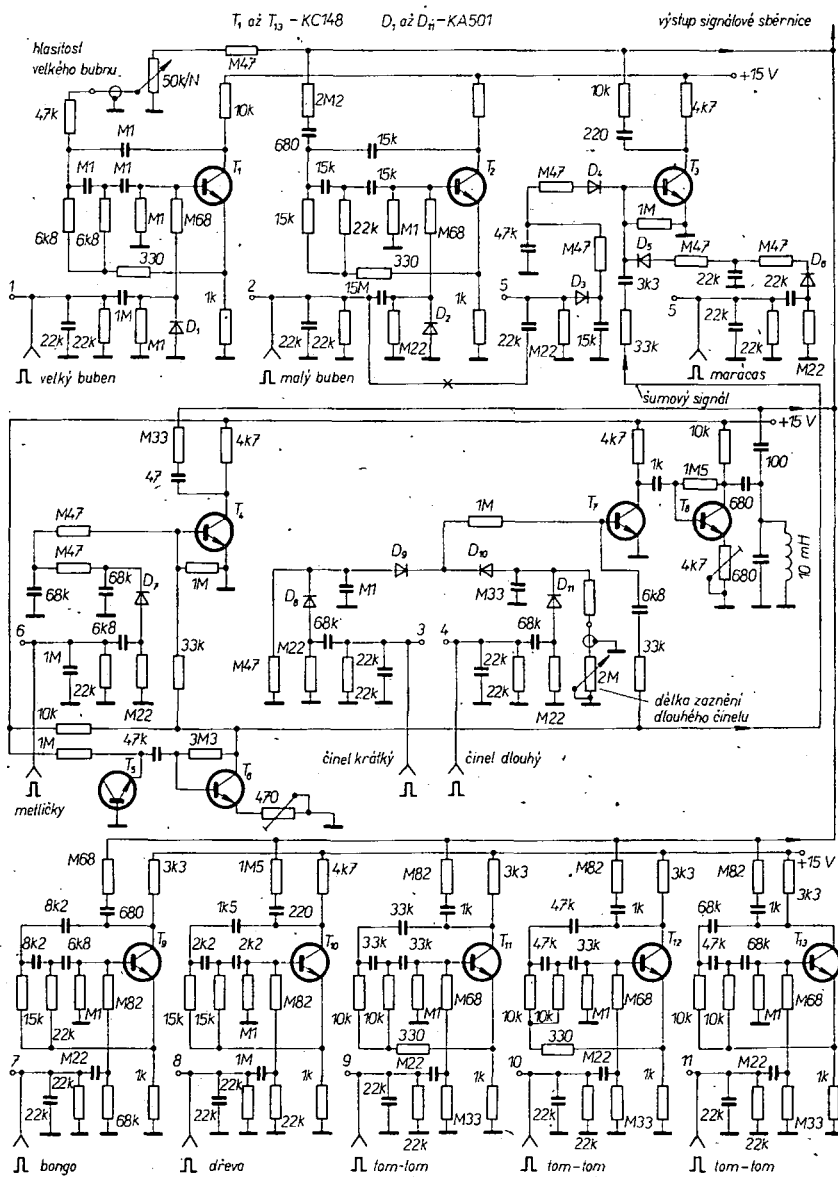 T₁ až T₁₃ – KC148 D₁ až D₁₁ – KA501
výstup signálové sběrnice
hlasitost
velkého bubnu
50k/N
M47
+15 V
47k
10k
2M2
10k
4k7
M1
680
15k
220
M1
M1
T₁
15k
15k
T₂
M47
D₄
T₃
6k8
6k8
M1
M68
15k
22k
M1
M68
47k
M47
1M
330
330
D₅
M47
M47
D₆
1
1M
1k
2
15M
1k
5
D₃
3k3
22k
22k
5
22k
22k
M1
D₁
22k
22k
M22
D₂
22k
M22
15k
33k
22k
22k
M22
velký buben
malý buben
maracas
šumový signál
+15 V
M33
4k7
4k7
10k
47
1k
1M5
100
T₄
T₇
T₈
680
M47
1M
M47
1M
D₉
D₁₀
4k7
680
10 mH
68k
68k
D₇
D₈
M1
M33
D₁₁
6k8
6
6k8
68k
3
4
68k
33k
1M
22k
M22
33k
M47
M22
22k
22k
22k
22k
M22
2M
délka zaznění
dlouhého činelu
10k
1M
47k
3M3
T₅
T₆
470
metličky
činel krátký
činel dlouhý
+15 V
M68
3k3
1M5
4k7
M82
3k3
M82
3k3
M82
3k3
8k2
680
1k5
220
33k
1k
47k
1k
68k
1k
8k2
6k8
T₉
2k2
2k2
T₁₀
33k
33k
T₁₁
47k
33k
T₁₂
47k
68k
T₁₃
15k
22k
M1
M82
15k
15k
M1
M82
10k
10k
M1
M68
10k
10k
M1
M68
10k
10k
M1
M68
330
330
7
M22
1k
8
1M
1k
9
M22
1k
10
M22
1k
11
M22
1k
22k
22k
68k
22k
22k
22k
22k
22k
M33
22k
22k
M33
22k
22k
M33
bongo
dřeva
tom-tom
tom-tom
tom-tom